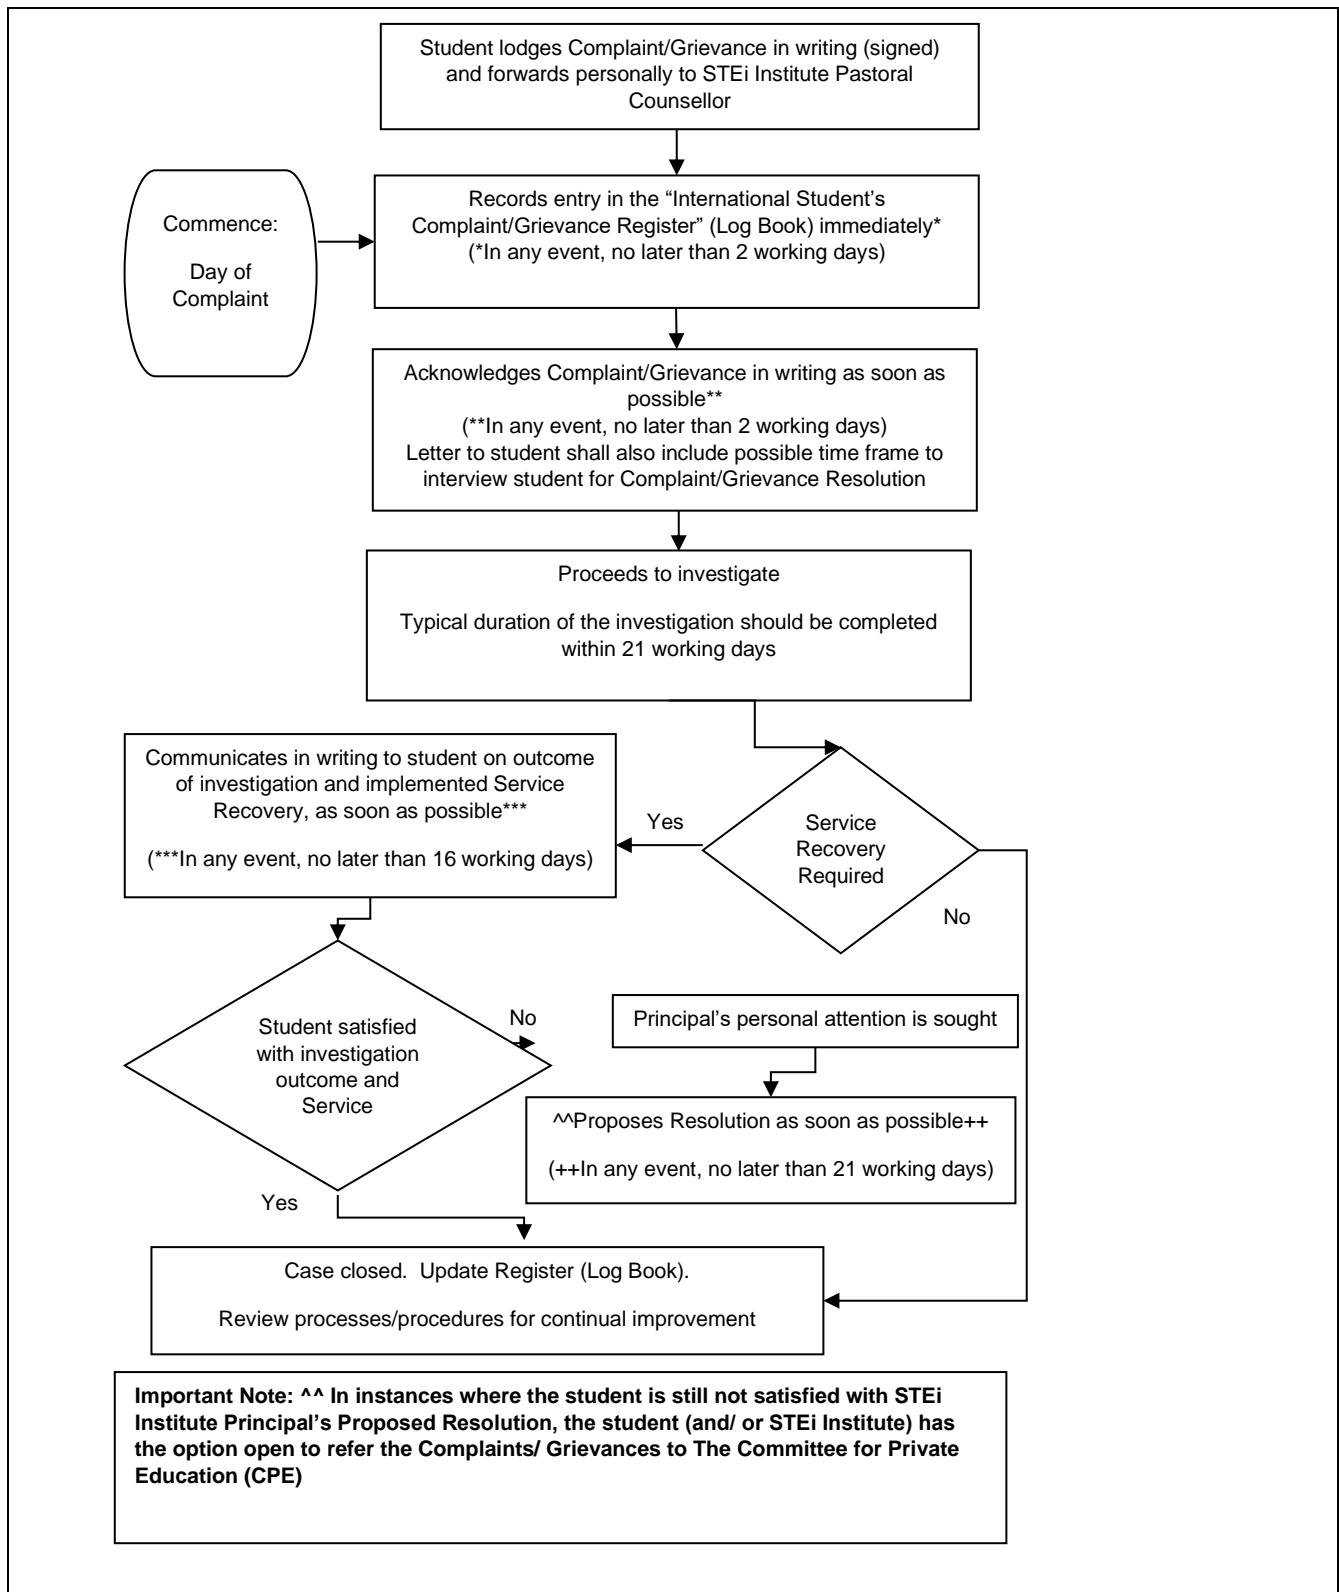 Student lodges Complaint/Grievance in writing (signed)
and forwards personally to STEi Institute Pastoral
Counsellor
Commence:
Day of
Complaint
Records entry in the “International Student’s
Complaint/Grievance Register” (Log Book) immediately*
(*In any event, no later than 2 working days)
Acknowledges Complaint/Grievance in writing as soon as
possible**
(**In any event, no later than 2 working days)
Letter to student shall also include possible time frame to
interview student for Complaint/Grievance Resolution
Proceeds to investigate
Typical duration of the investigation should be completed
within 21 working days
Communicates in writing to student on outcome
of investigation and implemented Service
Recovery, as soon as possible***
(***In any event, no later than 16 working days)
Yes
Service
Recovery
Required
No
Student satisfied
with investigation
outcome and
Service
No
Principal’s personal attention is sought
^^Proposes Resolution as soon as possible++
(++In any event, no later than 21 working days)
Yes
Case closed.  Update Register (Log Book).
Review processes/procedures for continual improvement
Important Note: ^^ In instances where the student is still not satisfied with STEi
Institute Principal’s Proposed Resolution, the student (and/ or STEi Institute) has
the option open to refer the Complaints/ Grievances to The Committee for Private
Education (CPE)